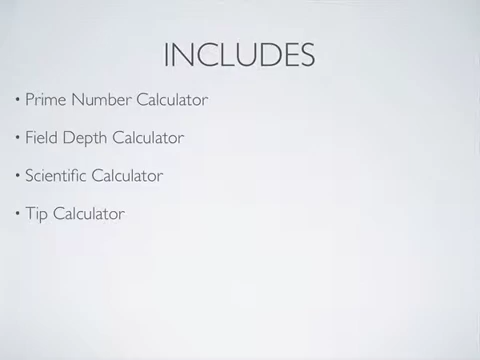 INCLUDES
• Prime Number Calculator
• Field Depth Calculator
• Scientific Calculator
• Tip Calculator